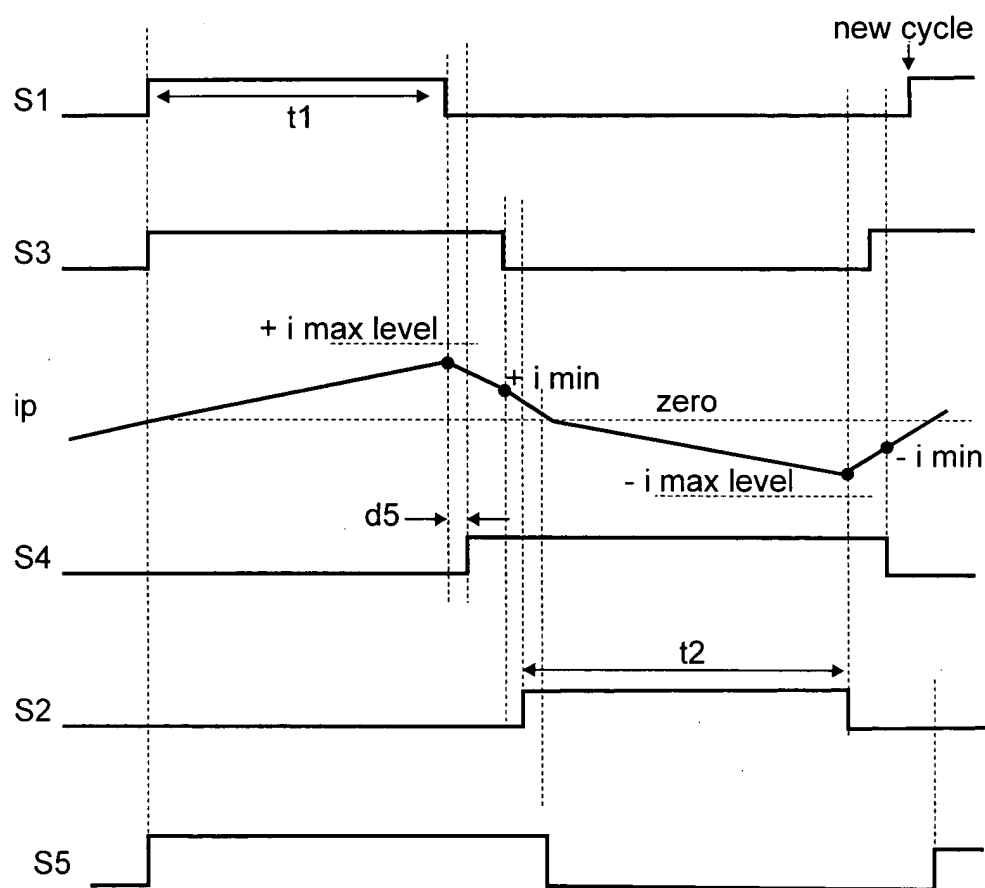 new cycle
S1
t1
S3
+ i max level
+ i min
ip
zero
- i min
- i max level
d5
S4
t2
S2
S5